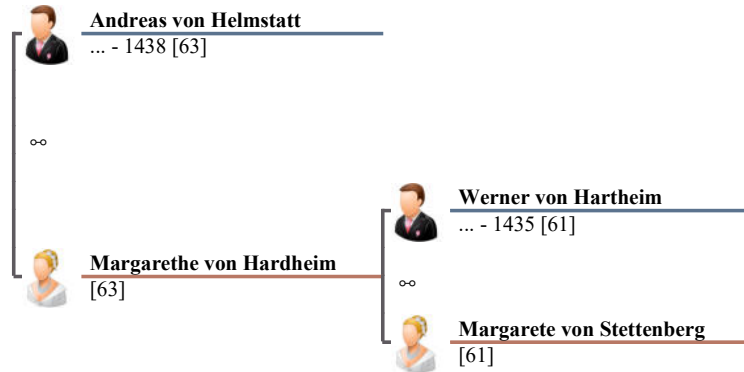 Andreas von Helmstatt
... - 1438 [63]
Werner von Hartheim
... - 1435 [61]
Margarethe von Hardheim
[63]
Margarete von Stettenberg
[61]